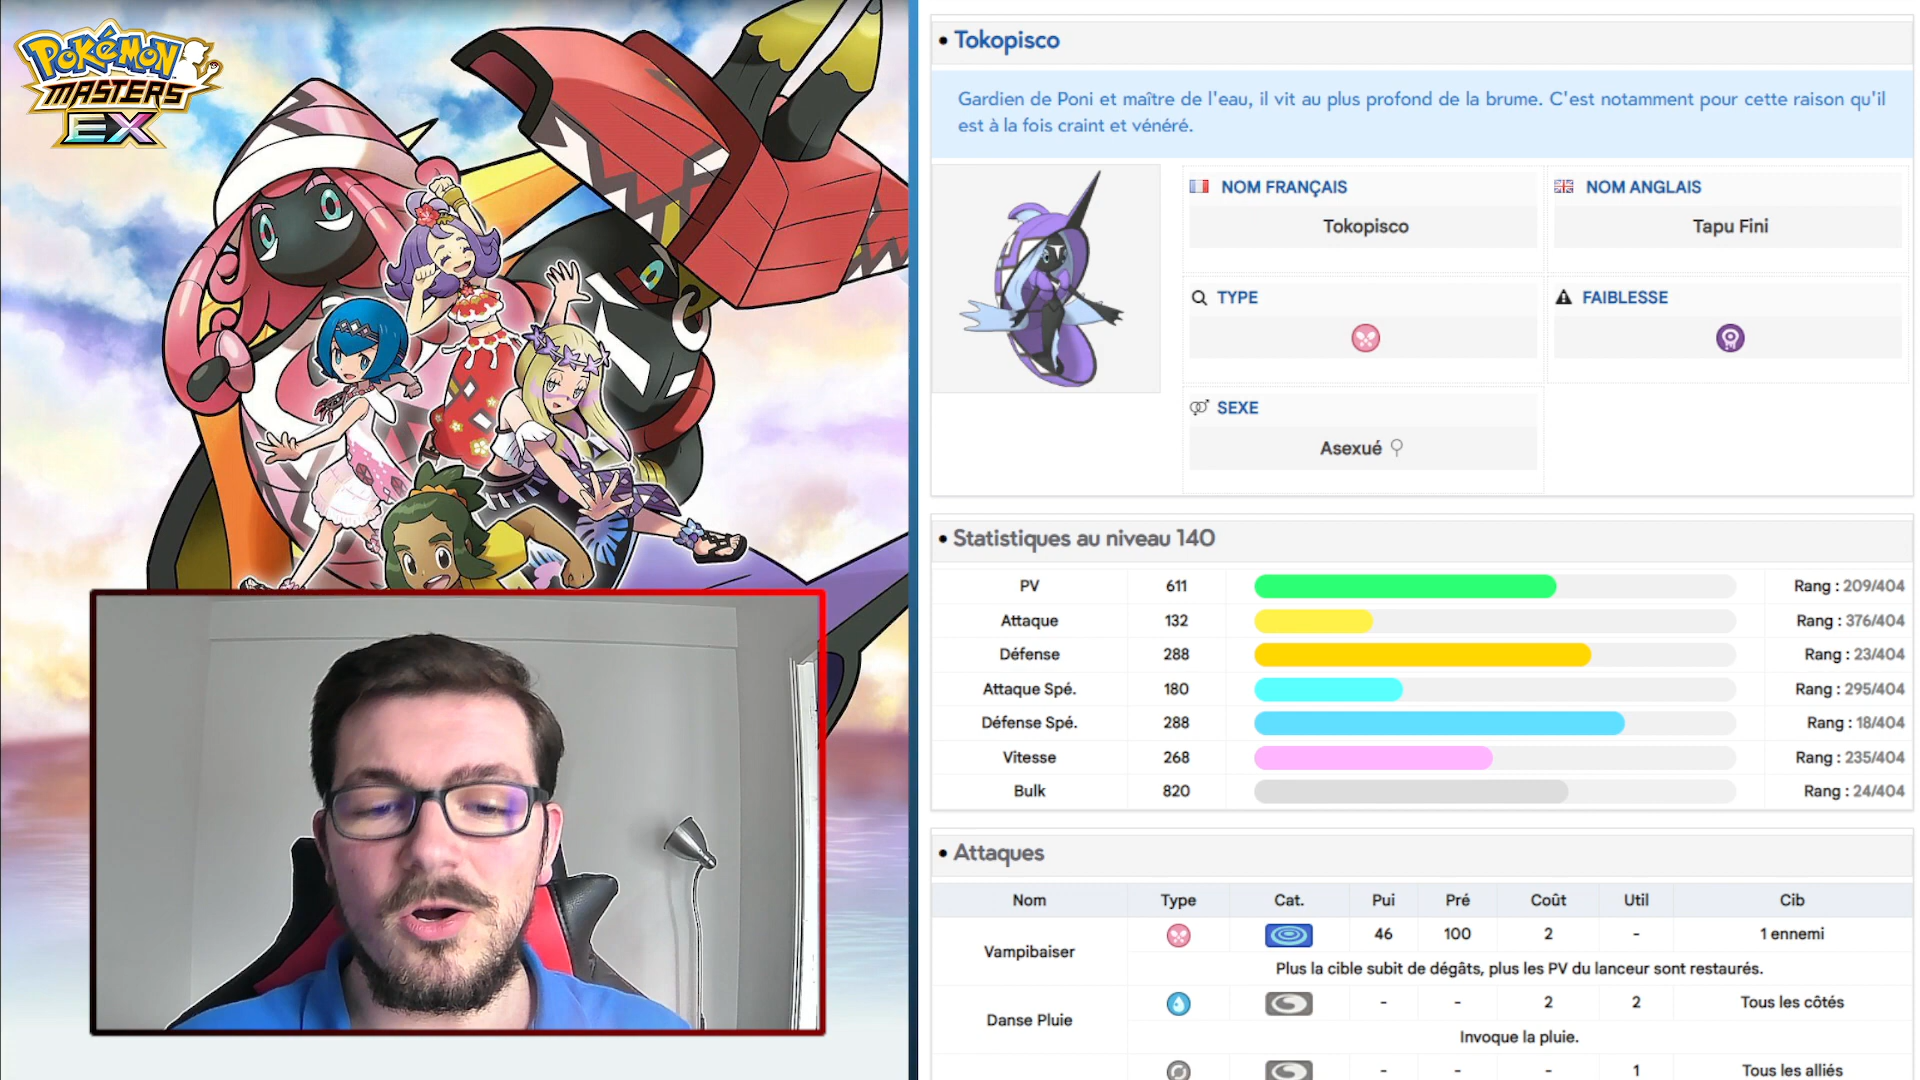 POKÉMON
MASTERS
EX
• Tokopisco
Gardien de Poni et maître de l'eau, il vit au plus profond de la brume. C'est notamment pour cette raison qu'il
est à la fois craint et vénéré.
NOM FRANÇAIS
Tokopisco
NOM ANGLAIS
Tapu Fini
TYPE
FAIBLESSE
SEXE
Asexué
• Statistiques au niveau 140
PV 611 Rang : 209/404
Attaque 132 Rang : 376/404
Défense 288 Rang : 23/404
Attaque Spé. 180 Rang : 295/404
Défense Spé. 288 Rang : 18/404
Vitesse 268 Rang : 235/404
Bulk 820 Rang : 24/404
• Attaques
Nom Type Cat. Pui Pré Coût Util Cib
Vampibaiser 46 100 2 - 1 ennemi
Plus la cible subit de dégâts, plus les PV du lanceur sont restaurés.
Danse Pluie - - 2 2 Tous les côtés
Invoque la pluie.
- - - 1 Tous les alliés